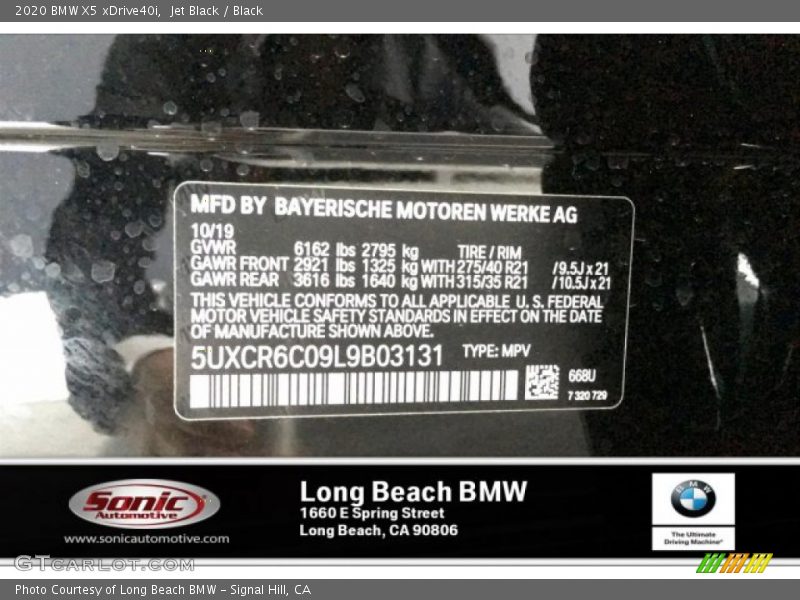 2020 BMW X5 xDrive40i, Jet Black / Black
MFD BY BAYERISCHE MOTOREN WERKE AG
10/19
GVWR 6162 lbs 2795 kg TIRE / RIM
GAWR FRONT 2921 lbs 1325 kg WITH 275/40 R21 /9.5J x 21
GAWR REAR 3616 lbs 1640 kg WITH 315/35 R21 /10.5J x 21
THIS VEHICLE CONFORMS TO ALL APPLICABLE U. S. FEDERAL
MOTOR VEHICLE SAFETY STANDARDS IN EFFECT ON THE DATE
OF MANUFACTURE SHOWN ABOVE.
5UXCR6C09L9B03131 TYPE: MPV
668U
7 320 729
Sonic
Automotive
www.sonicautomotive.com
Long Beach BMW
1660 E Spring Street
Long Beach, CA 90806
BMW
The Ultimate
Driving Machine®
GTcarlot.com
Photo Courtesy of Long Beach BMW - Signal Hill, CA